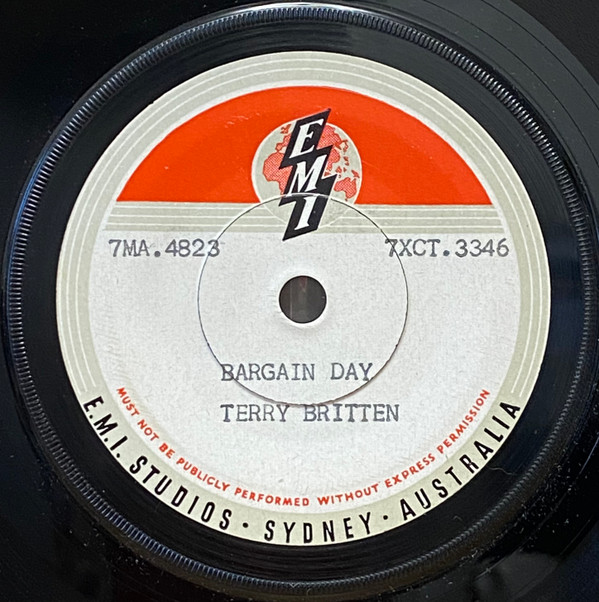 EMI
7MA.4823 7XCT.3346
BARGAIN DAY
TERRY BRITTEN
MUST NOT BE PUBLICLY PERFORMED WITHOUT EXPRESS PERMISSION
E.M.I. STUDIOS · SYDNEY · AUSTRALIA